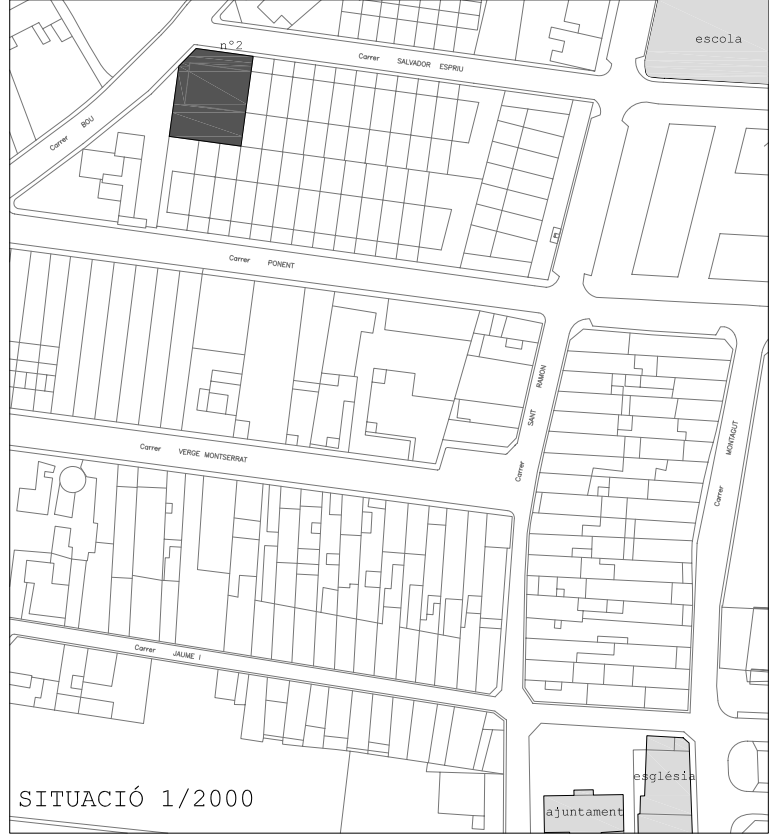 escola
nº2
Carrer SALVADOR ESPRIU
Carrer BOU
Carrer PONENT
Carrer SANT RAMON
Carrer MONTAGUT
Carrer VERGE MONTSERRAT
Carrer JAUME I
església
SITUACIÓ 1/2000
ajuntament